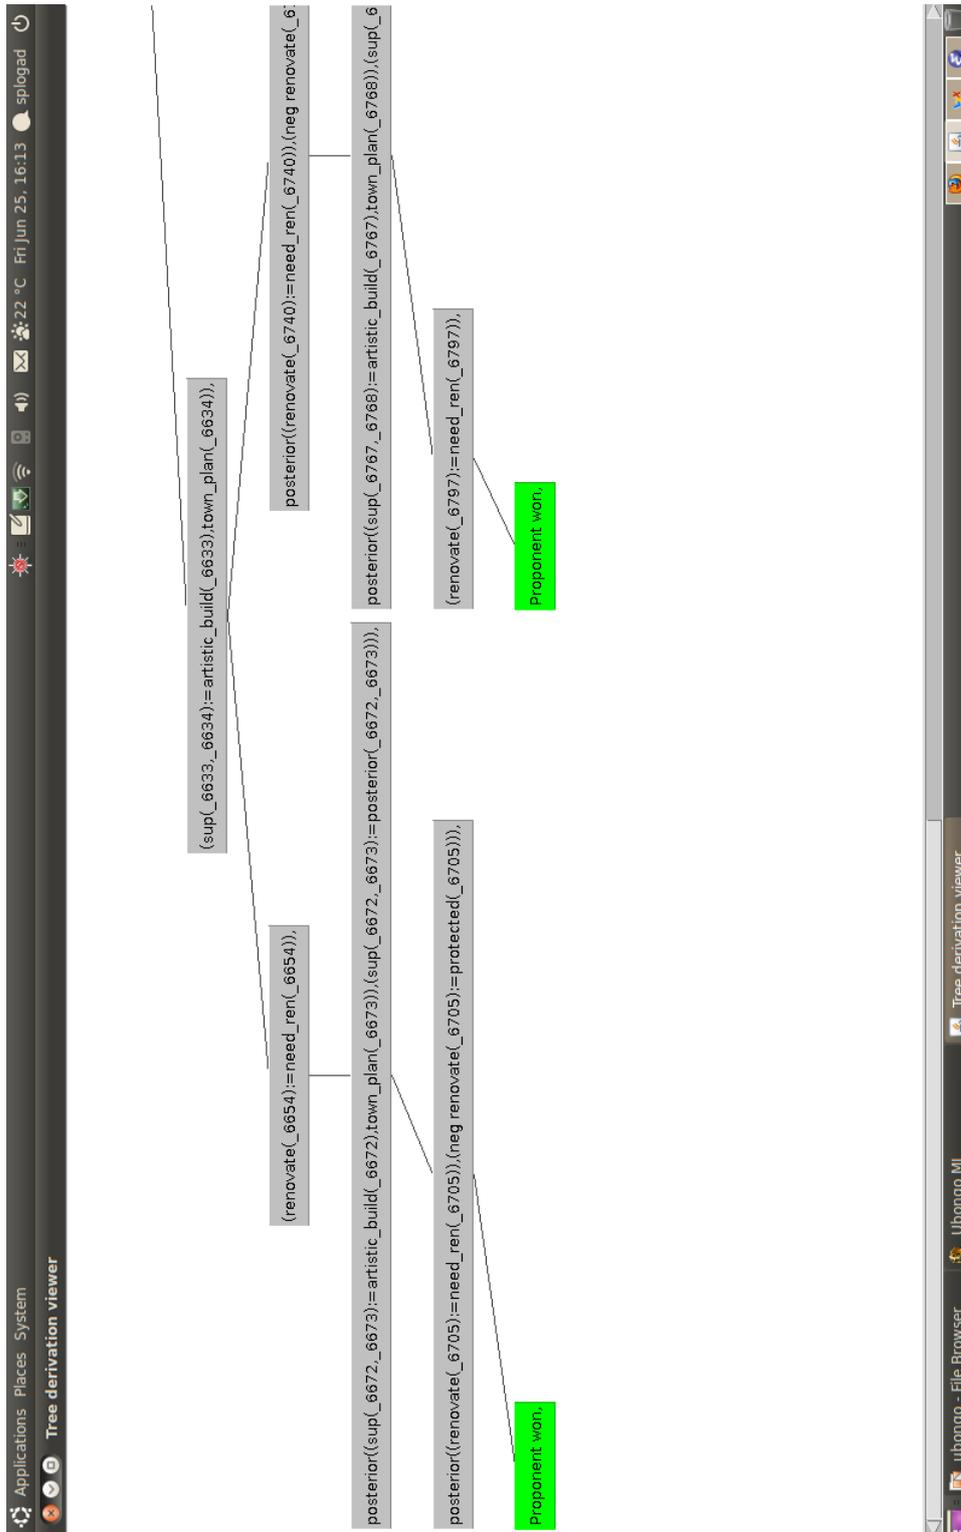 Applications Places System
22 °C Fri Jun 25, 16:13 splogad
Tree derivation viewer
(sup(_6633,_6634):=artistic_build(_6633),town_plan(_6634)),
(renovate(_6654):=need_ren(_6654)),
posterior((renovate(_6740):=need_ren(_6740)),(neg renovate(_67
posterior((sup(_6672,_6673):=artistic_build(_6672),town_plan(_6673)),(sup(_6672,_6673):=posterior(_6672,_6673))),
posterior((sup(_6767,_6768):=artistic_build(_6767),town_plan(_6768)),(sup(_6
posterior((renovate(_6705):=need_ren(_6705)),(neg renovate(_6705):=protected(_6705))),
(renovate(_6797):=need_ren(_6797)),
Proponent won,
Proponent won,
ubongo - File Browser
Ubongo MI
Tree derivation viewer